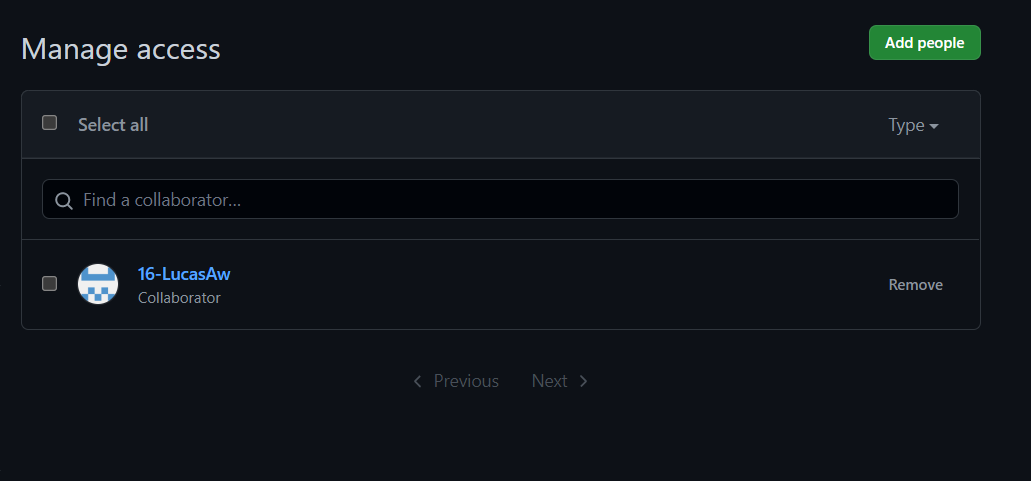 Manage access
Add people
Select all
Type
Find a collaborator...
16-LucasAw
Collaborator
Remove
Previous
Next